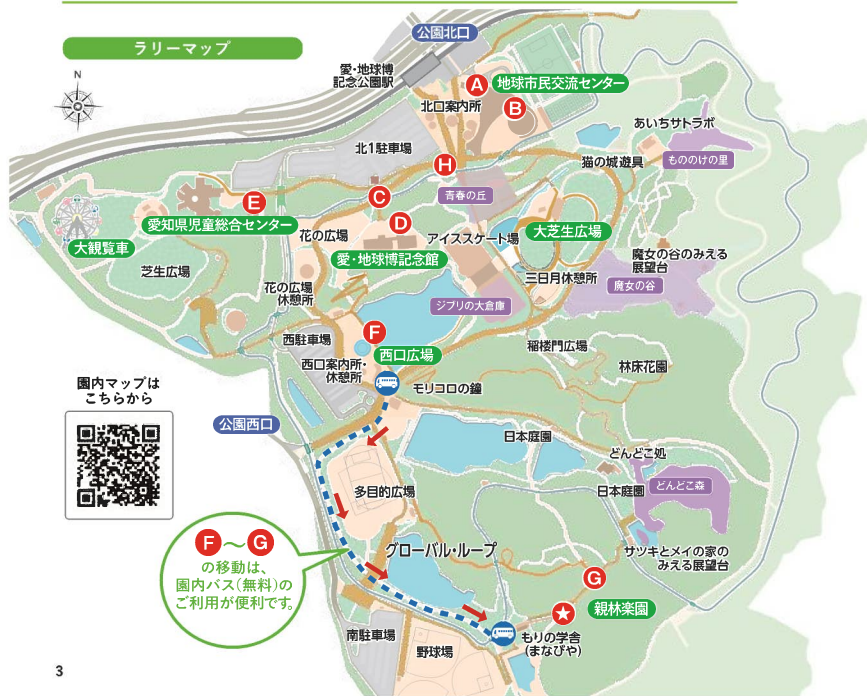 ラリーマップ
公園北口
N
愛・地球博
記念公園駅
A
地球市民交流センター
B
北口案内所
あいちサトラボ
北1駐車場
H
猫の城遊具
もののけの里
C
青春の丘
E
愛知県児童総合センター
D
大観覧車
花の広場
アイススケート場
大芝生広場
愛・地球博記念館
芝生広場
魔女の谷のみえる
展望台
三日月休憩所
花の広場
休憩所
ジブリの大倉庫
魔女の谷
F
西駐車場
西口広場
稲楼門広場
西口案内所・
休憩所
林床花園
園内マップは
こちらから
モリコロの鐘
公園西口
日本庭園
どんどこ処
多目的広場
日本庭園
どんどこ森
F～G
の移動は、
園内バス(無料)の
ご利用が便利です。
グローバル・ループ
サツキとメイの家の
みえる展望台
G
親林楽園
南駐車場
もりの学舎
(まなびや)
野球場
3